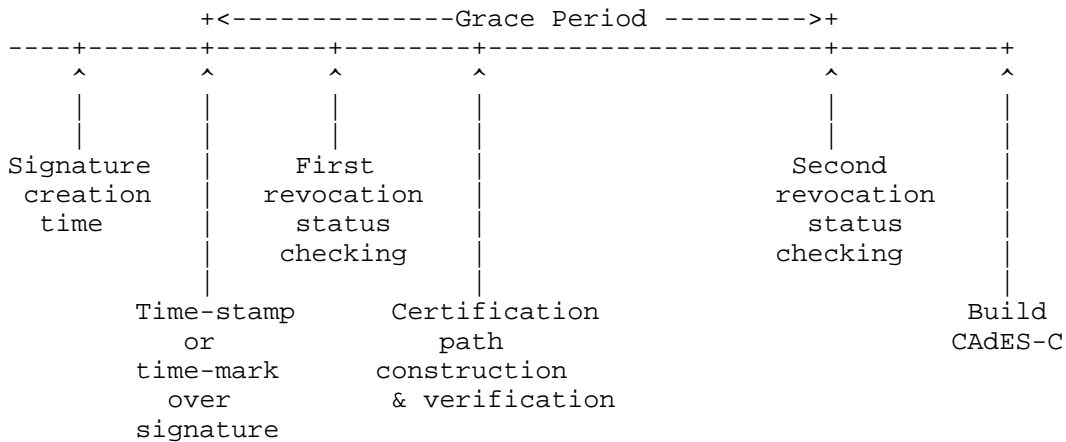 +<--------------Grace Period --------->+
----+-------+-------+--------+---------------------+----------+
^ ^ ^ ^ ^ ^
| | | | | |
| | | | | |
Signature | First | Second |
creation | revocation | revocation |
time | status | status |
| checking | checking |
| | |
Time-stamp Certification Build
or path CAdES-C
time-mark construction
over & verification
signature